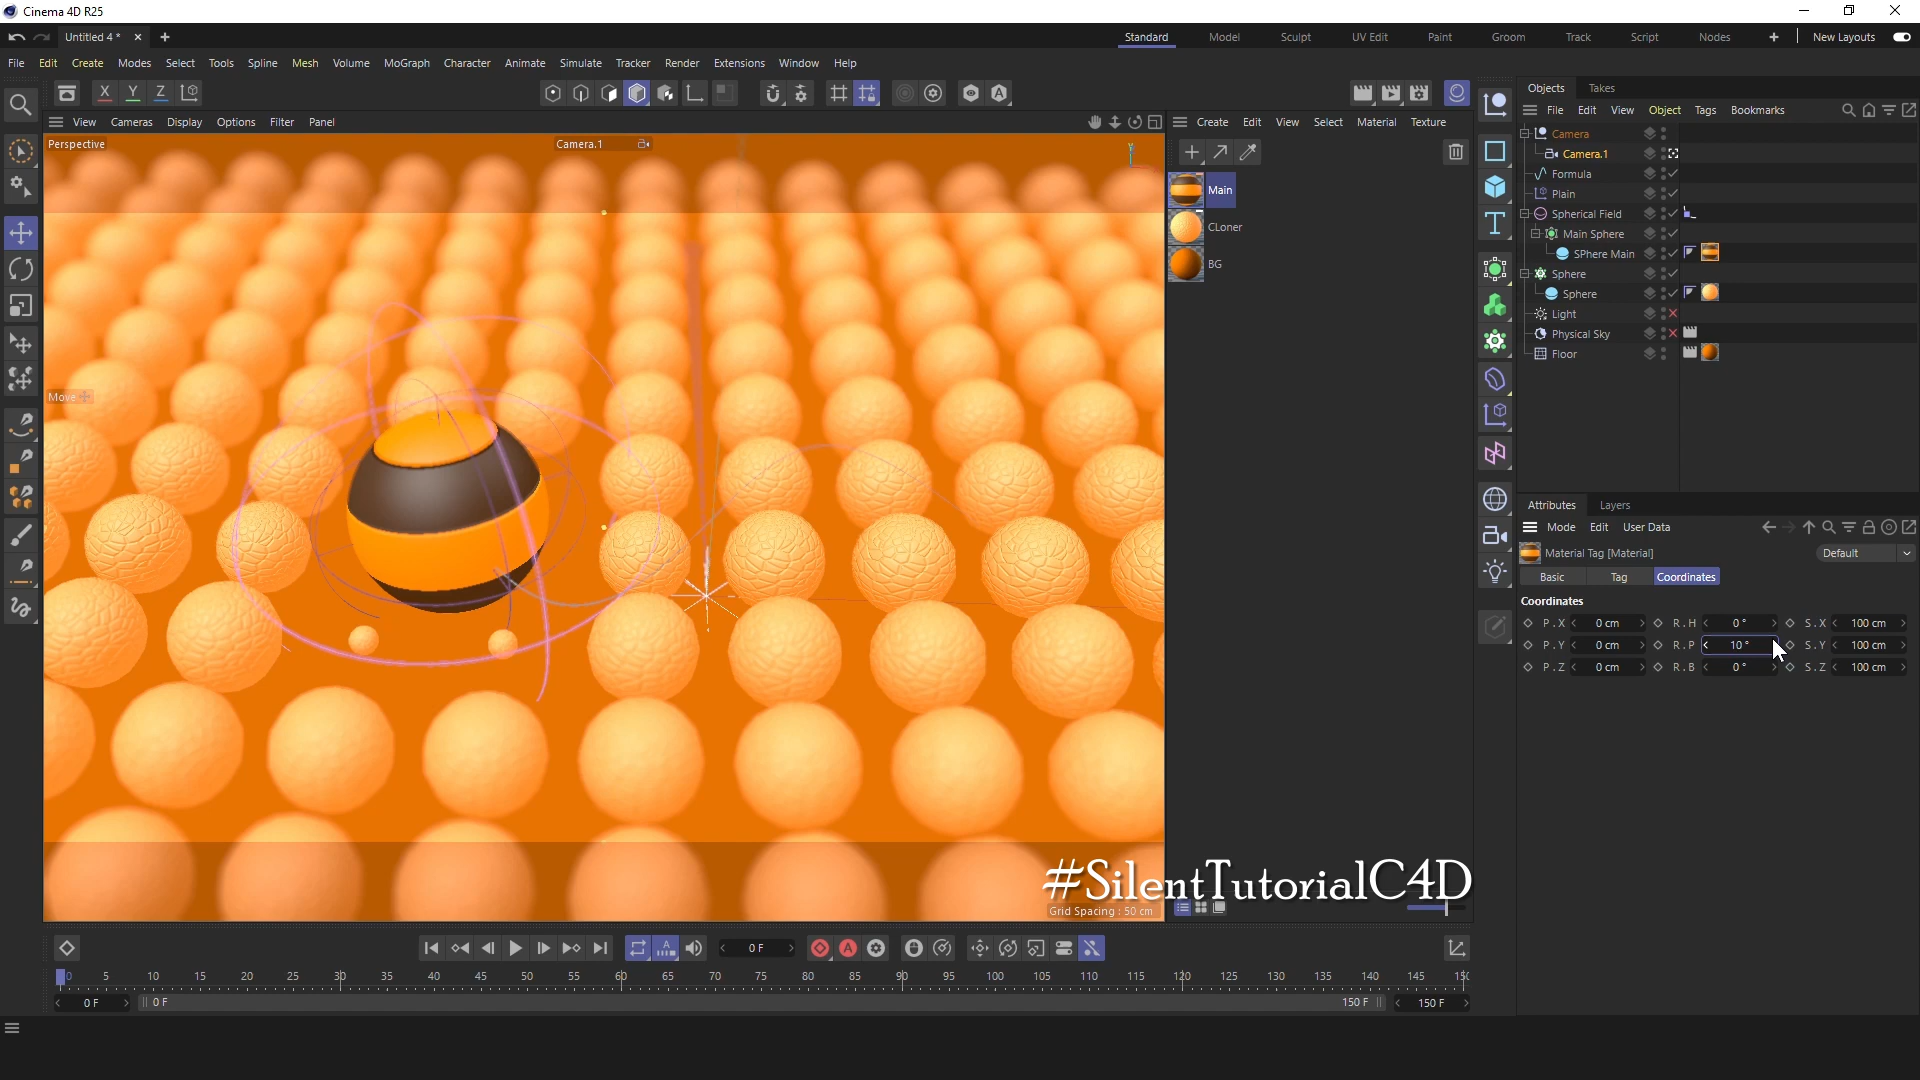 Cinema 4D R25
Untitled 4 *
Standard Model Sculpt UV Edit Paint Groom Track Script Nodes New Layouts
File Edit Create Modes Select Tools Spline Mesh Volume MoGraph Character Animate Simulate Tracker Render Extensions Window Help
X Y Z
View Cameras Display Options Filter Panel
Perspective
Camera.1
Y
Move
Grid Spacing : 50 cm
Create Edit View Select Material Texture
Main
CLoner
BG
Objects Takes
File Edit View Object Tags Bookmarks
Camera
Camera.1
Formula
Plain
Spherical Field
Main Sphere
SPhere Main
Sphere
Sphere
Light
Physical Sky
Floor
Attributes Layers
Mode Edit User Data
Material Tag [Material]
Default
Basic Tag Coordinates
Coordinates
P . X 0 cm R . H 0 ° S . X 100 cm
P . Y 0 cm R . P 10 ° S . Y 100 cm
P . Z 0 cm R . B 0 ° S . Z 100 cm
#SilentTutorialC4D
0 F
0 5 10 15 20 25 30 35 40 45 50 55 60 65 70 75 80 85 90 95 100 105 110 115 120 125 130 135 140 145
0 F 0 F 150 F 150 F